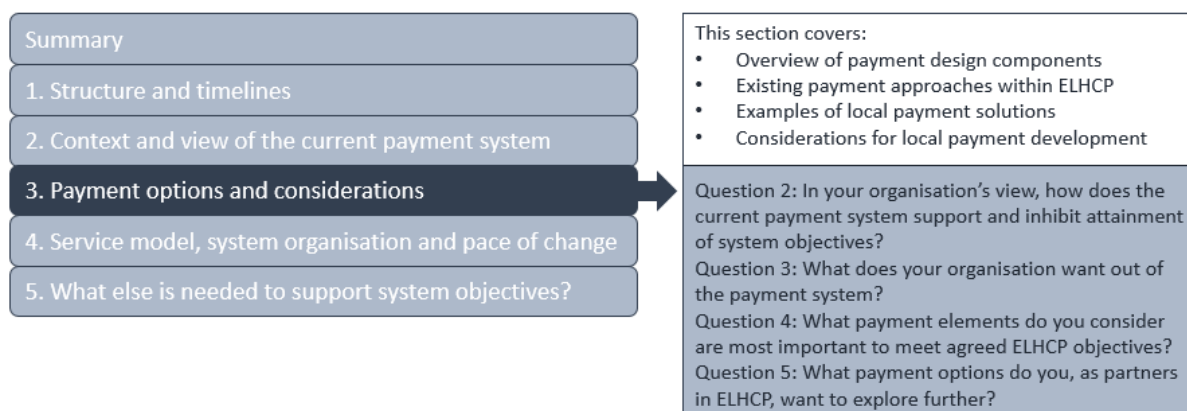 Summary
1. Structure and timelines
2. Context and view of the current payment system
3. Payment options and considerations
4. Service model, system organisation and pace of change
5. What else is needed to support system objectives?
This section covers:
• Overview of payment design components
• Existing payment approaches within ELHCP
• Examples of local payment solutions
• Considerations for local payment development
Question 2: In your organisation's view, how does the
current payment system support and inhibit attainment
of system objectives?
Question 3: What does your organisation want out of
the payment system?
Question 4: What payment elements do you consider
are most important to meet agreed ELHCP objectives?
Question 5: What payment options do you, as partners
in ELHCP, want to explore further?